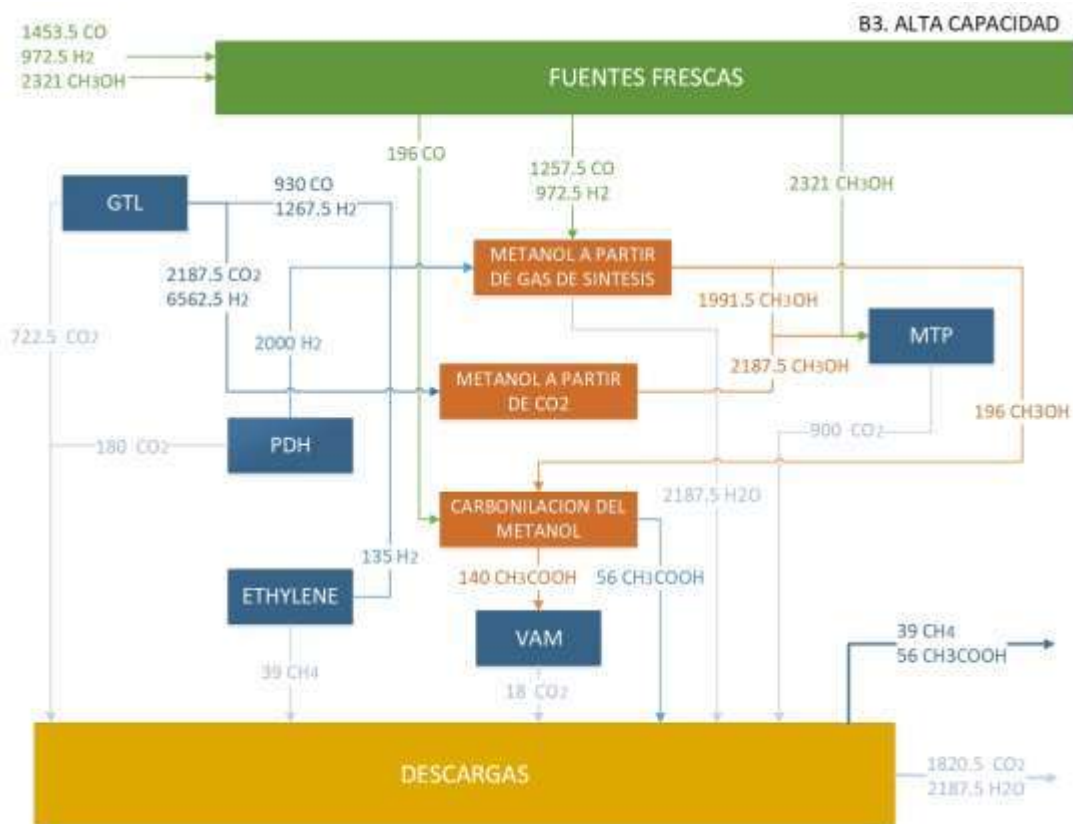 B3. ALTA CAPACIDAD
1453.5 CO
972.5 H2
2321 CH3OH
FUENTES FRESCAS
196 CO
1257.5 CO
972.5 H2
2321 CH3OH
GTL
930 CO
1267.5 H2
METANOL A PARTIR
DE GAS DE SINTESIS
2187.5 CO2
6562.5 H2
1991.5 CH3OH
722.5 CO2
2000 H2
MTP
2187.5 CH3OH
METANOL A PARTIR
DE CO2
196 CH3OH
PDH
180 CO2
900 CO2
2187.5 H2O
CARBONILACION DEL
METANOL
135 H2
140 CH3COOH
56 CH3COOH
ETHYLENE
VAM
39 CH4
56 CH3COOH
39 CH4
18 CO2
DESCARGAS
1820.5 CO2
2187.5 H2O